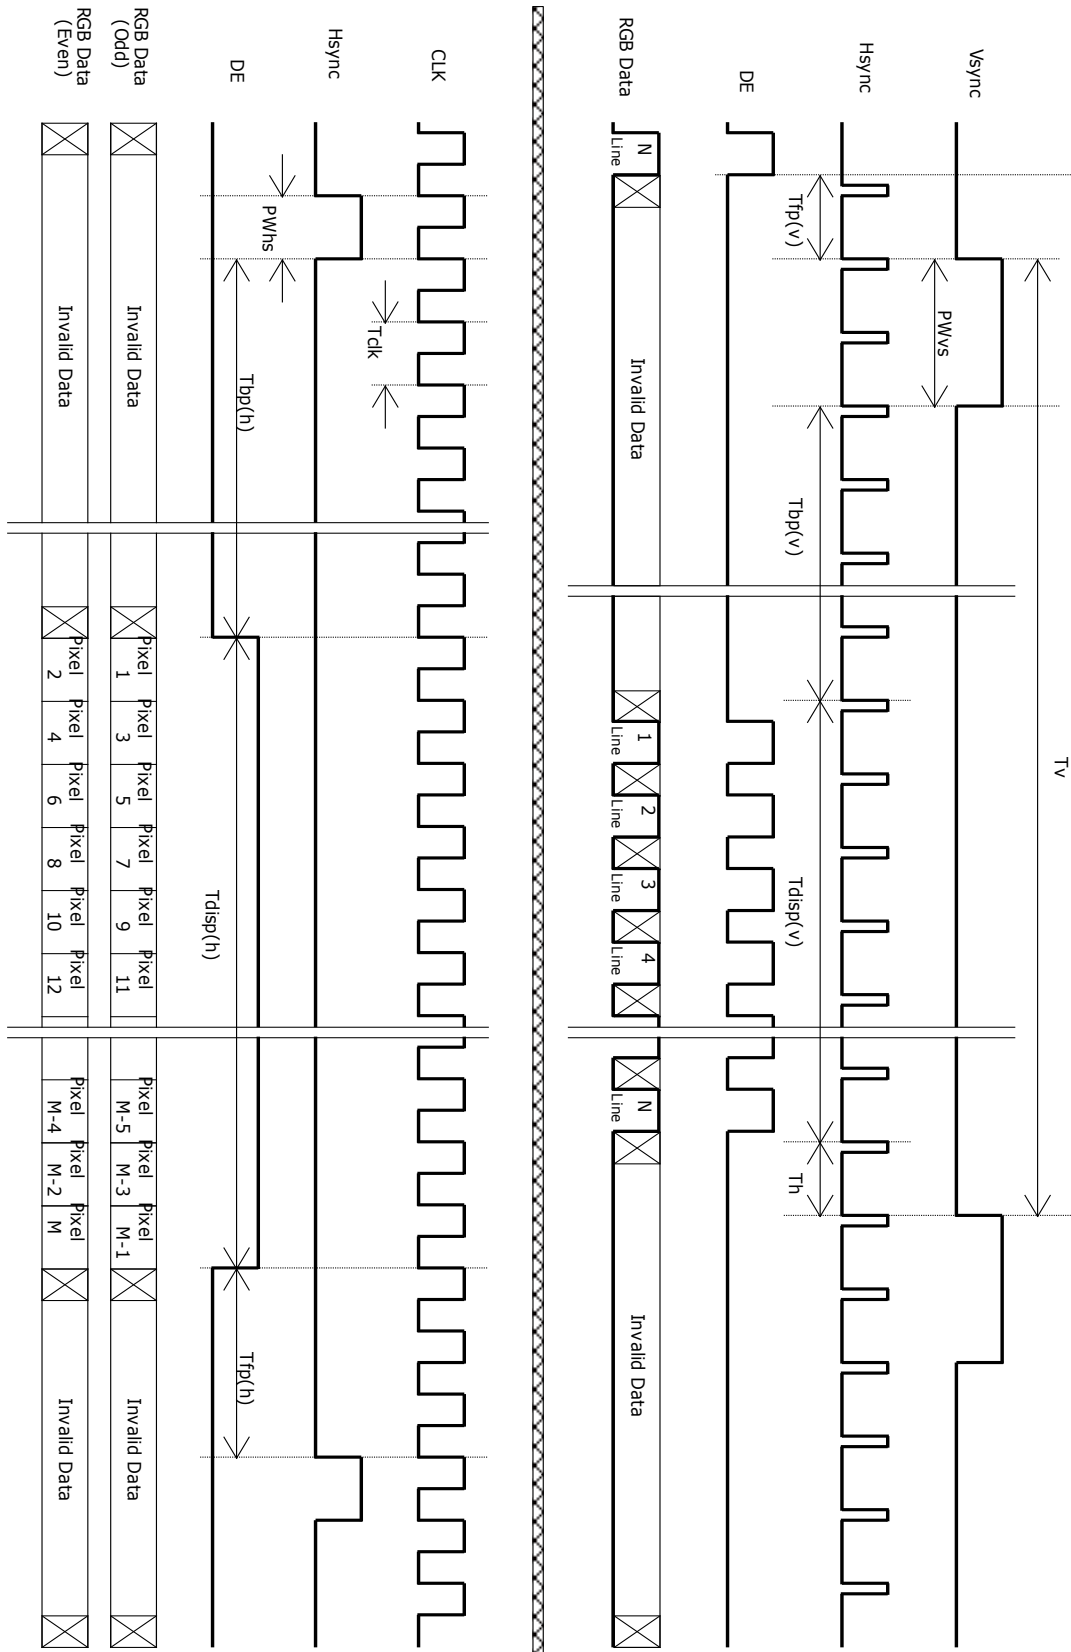 Tv
Vsync
PWvs
Hsync
Tfp(v)
Tbp(v)
Tdisp(v)
Th
DE
RGB Data
N
Line
Invalid Data
1
Line
2
Line
3
Line
4
Line
N
Line
Invalid Data
CLK
Tclk
Hsync
PWhs
DE
Tbp(h)
Tdisp(h)
Tfp(h)
RGB Data
(Odd)
Invalid Data
Pixel
1
Pixel
3
Pixel
5
Pixel
7
Pixel
9
Pixel
11
Pixel
M-5
Pixel
M-3
Pixel
M-1
Invalid Data
RGB Data
(Even)
Invalid Data
Pixel
2
Pixel
4
Pixel
6
Pixel
8
Pixel
10
Pixel
12
Pixel
M-4
Pixel
M-2
Pixel
M
Invalid Data